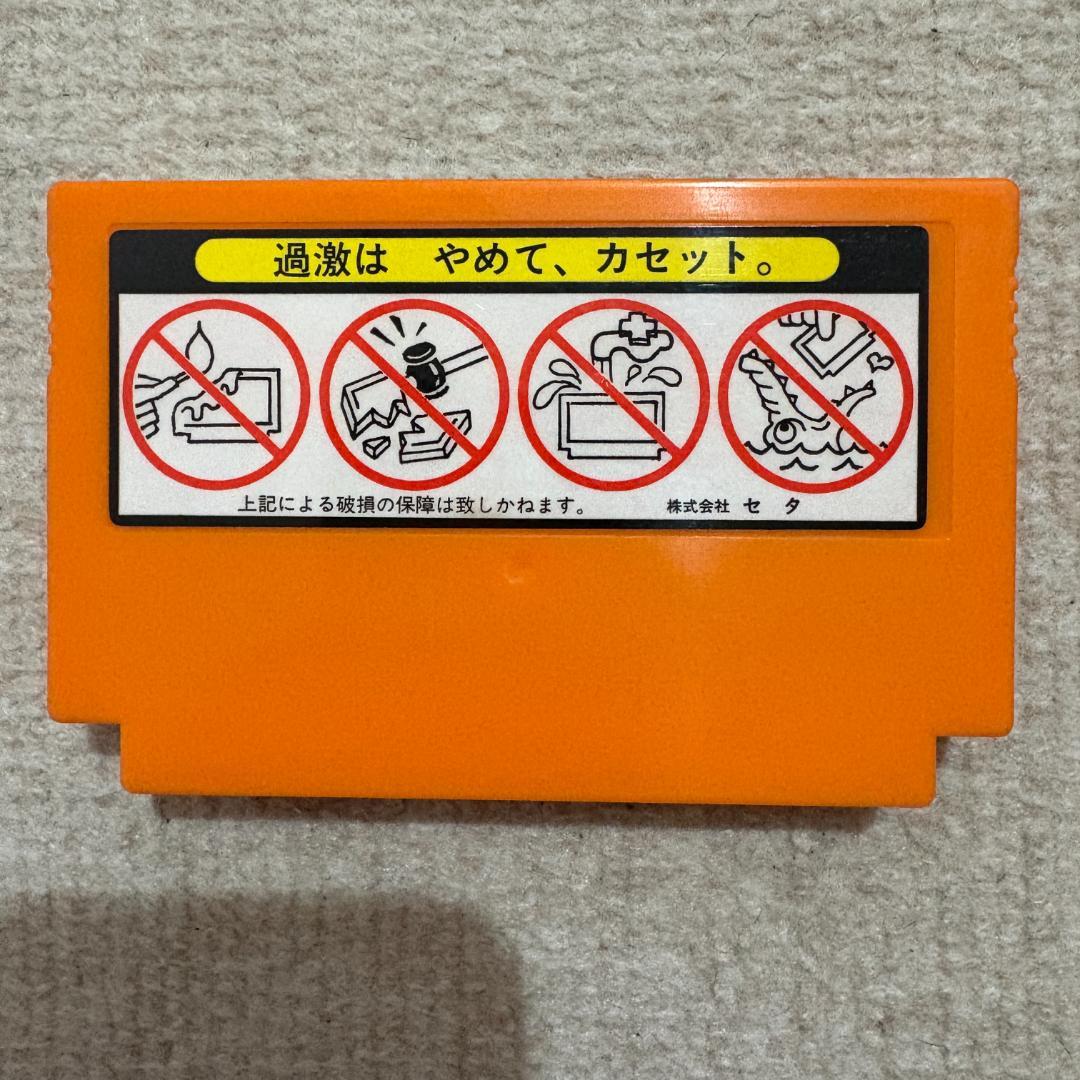 過激は　やめて、カセット。
上記による破損の保障は致しかねます。　株式会社 セ タ